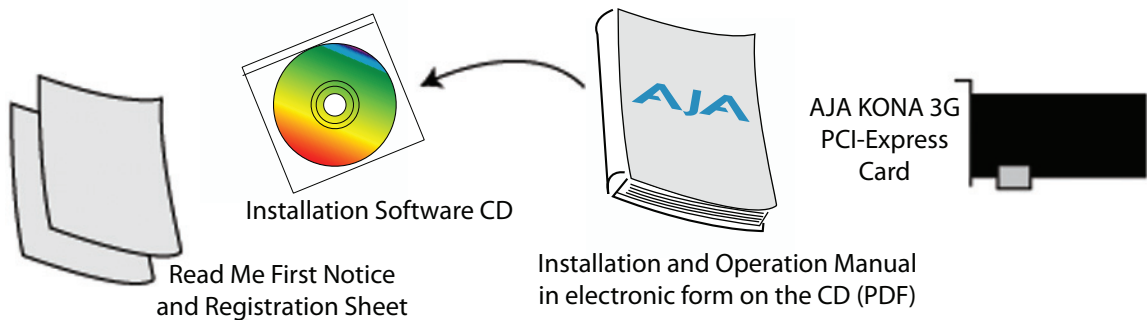 AJA
AJA KONA 3G
PCI-Express
Card
Installation Software CD
Read Me First Notice
and Registration Sheet
Installation and Operation Manual
in electronic form on the CD (PDF)